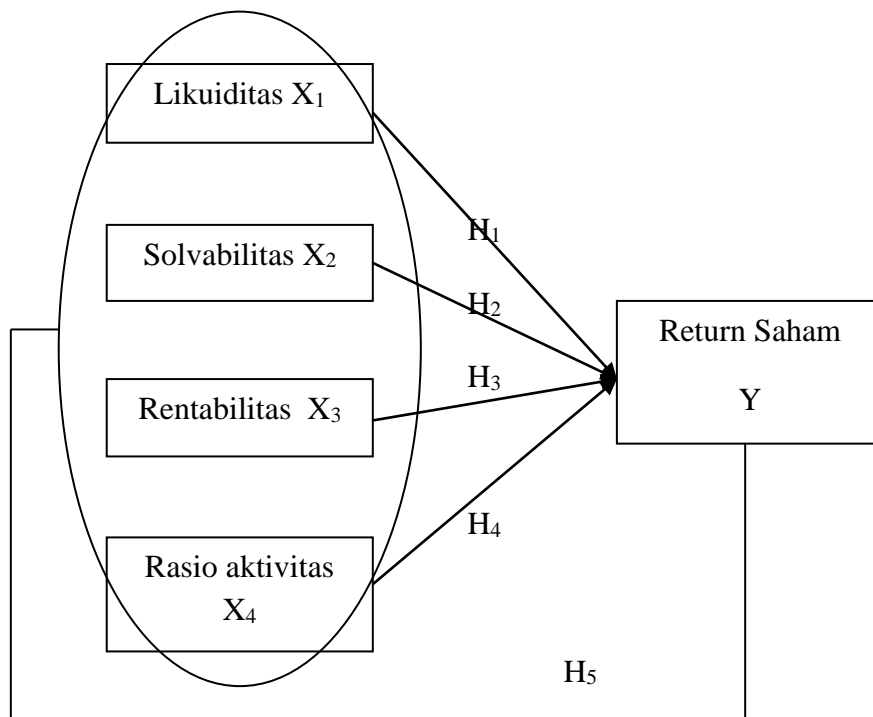 Likuiditas X₁
H₁
Solvabilitas X₂
H₂
Return Saham
Y
H₃
Rentabilitas X₃
H₄
Rasio aktivitas
X₄
H₅